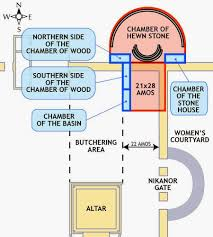 N
W
E
S
NORTHERN SIDE
OF THE
CHAMBER OF WOOD
CHAMBER OF
HEWN STONE
SOUTHERN SIDE
OF THE
CHAMBER OF WOOD
21x28
AMOS
CHAMBER
OF THE
STONE
HOUSE
CHAMBER
OF THE BASIN
BUTCHERING
AREA
22 AMOS
WOMEN'S
COURTYARD
NIKANOR
GATE
ALTAR